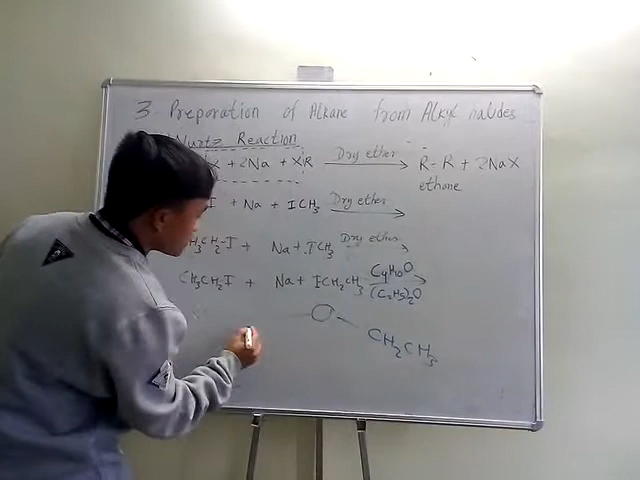 3. Preparation of Alkane from Alkyl halides
Wurtz Reaction
X + 2Na + XR Dry ether R - R + 2NaX
ethane
I + Na + ICH3 Dry ether
H3CH2-I + Na + ICH3 Dry ether
CH3CH2I + Na + ICH2CH3 C4H10O
(C2H5)2O
O
CH2CH3